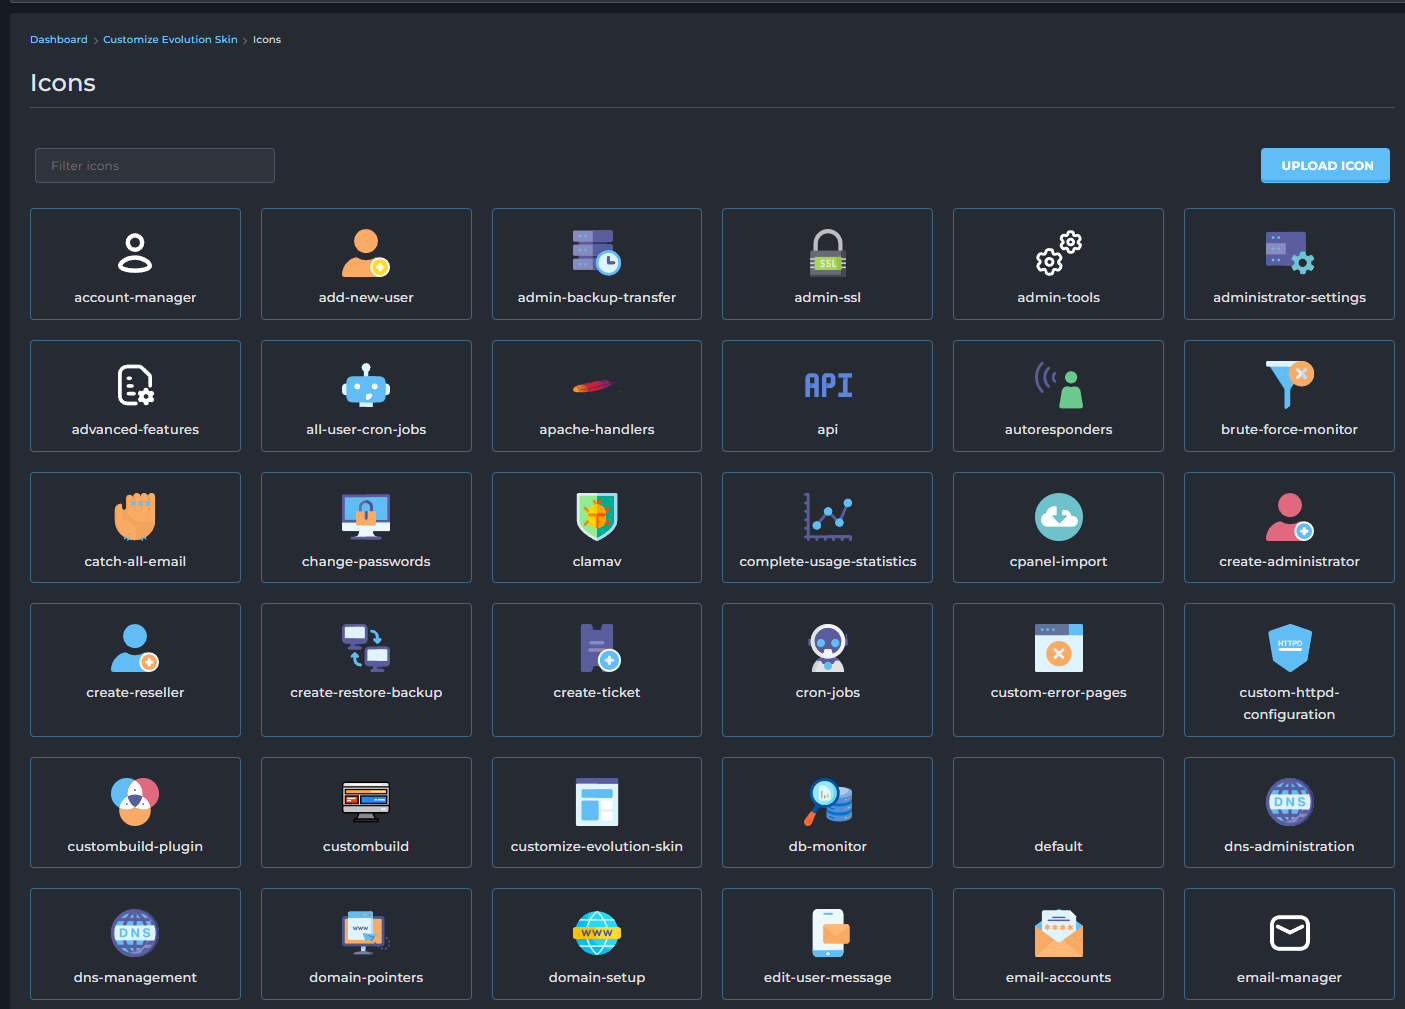 Dashboard > Customize Evolution Skin > Icons
Icons
Filter icons
UPLOAD ICON
account-manager
add-new-user
admin-backup-transfer
SSL
admin-ssl
admin-tools
administrator-settings
advanced-features
all-user-cron-jobs
apache-handlers
API
api
autoresponders
brute-force-monitor
catch-all-email
change-passwords
clamav
complete-usage-statistics
cpanel-import
create-administrator
create-reseller
create-restore-backup
create-ticket
cron-jobs
custom-error-pages
HTTPD
custom-httpd-
configuration
custombuild-plugin
custombuild
customize-evolution-skin
db-monitor
default
DNS
dns-administration
DNS
dns-management
www
domain-pointers
WWW
domain-setup
edit-user-message
****
email-accounts
email-manager